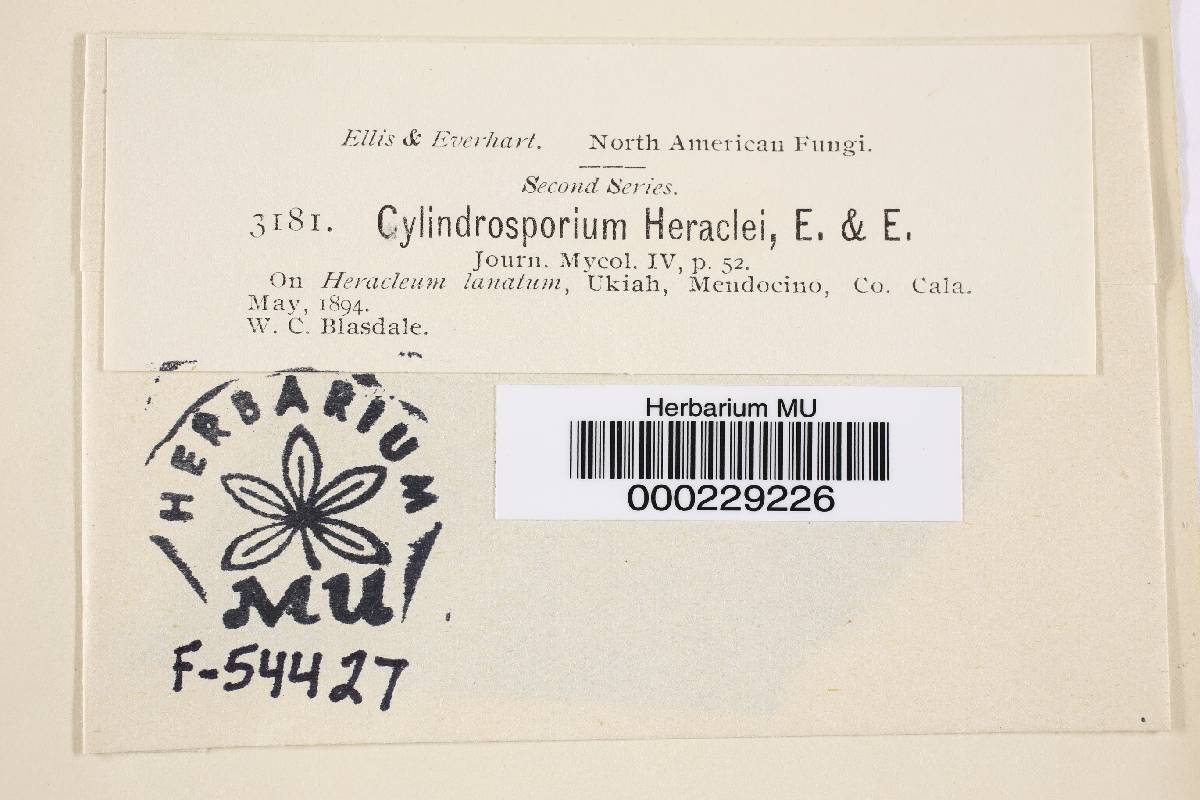 Ellis & Everhart. North American Fungi.
Second Series.
3181. Cylindrosporium Heraclei, E. & E.
Journ. Mycol. IV, p. 52.
On Heracleum lanatum, Ukiah, Mendocino, Co. Cala.
May, 1894.
W. C. Blasdale.
HERBARIUM
MU
F-54427
Herbarium MU
000229226